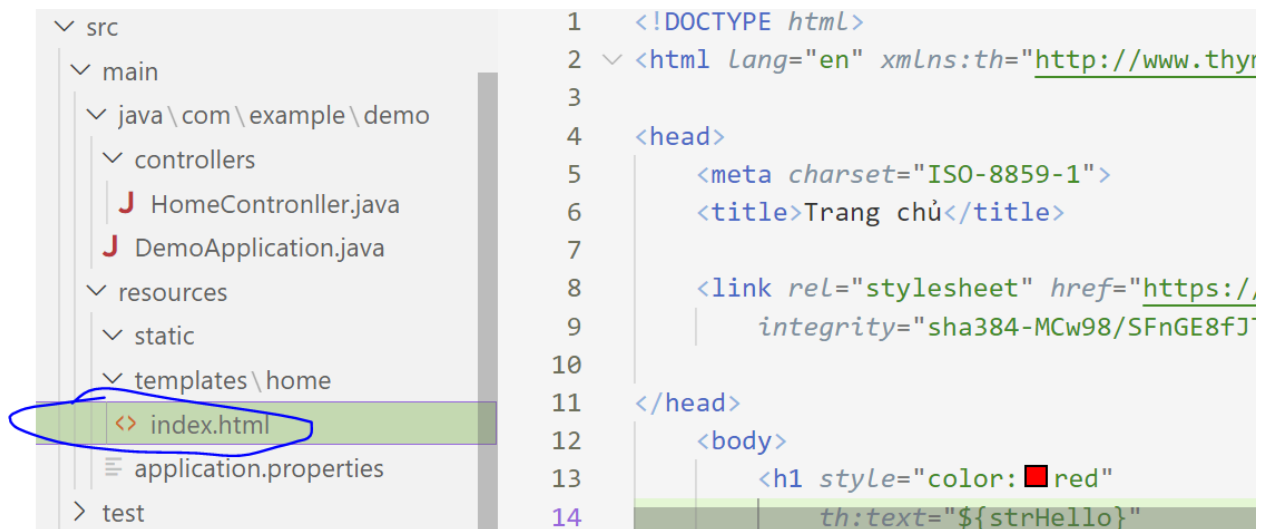 src
main
java\com\example\demo
controllers
J HomeContronller.java
J DemoApplication.java
resources
static
templates\home
<> index.html
application.properties
test
1 <!DOCTYPE html>
2 <html lang="en" xmlns:th="http://www.thy
3
4 <head>
5 <meta charset="ISO-8859-1">
6 <title>Trang chủ</title>
7
8 <link rel="stylesheet" href="https://
9 integrity="sha384-MCw98/SFnGE8fJ
10
11 </head>
12 <body>
13 <h1 style="color:red"
14 th:text="${strHello}"